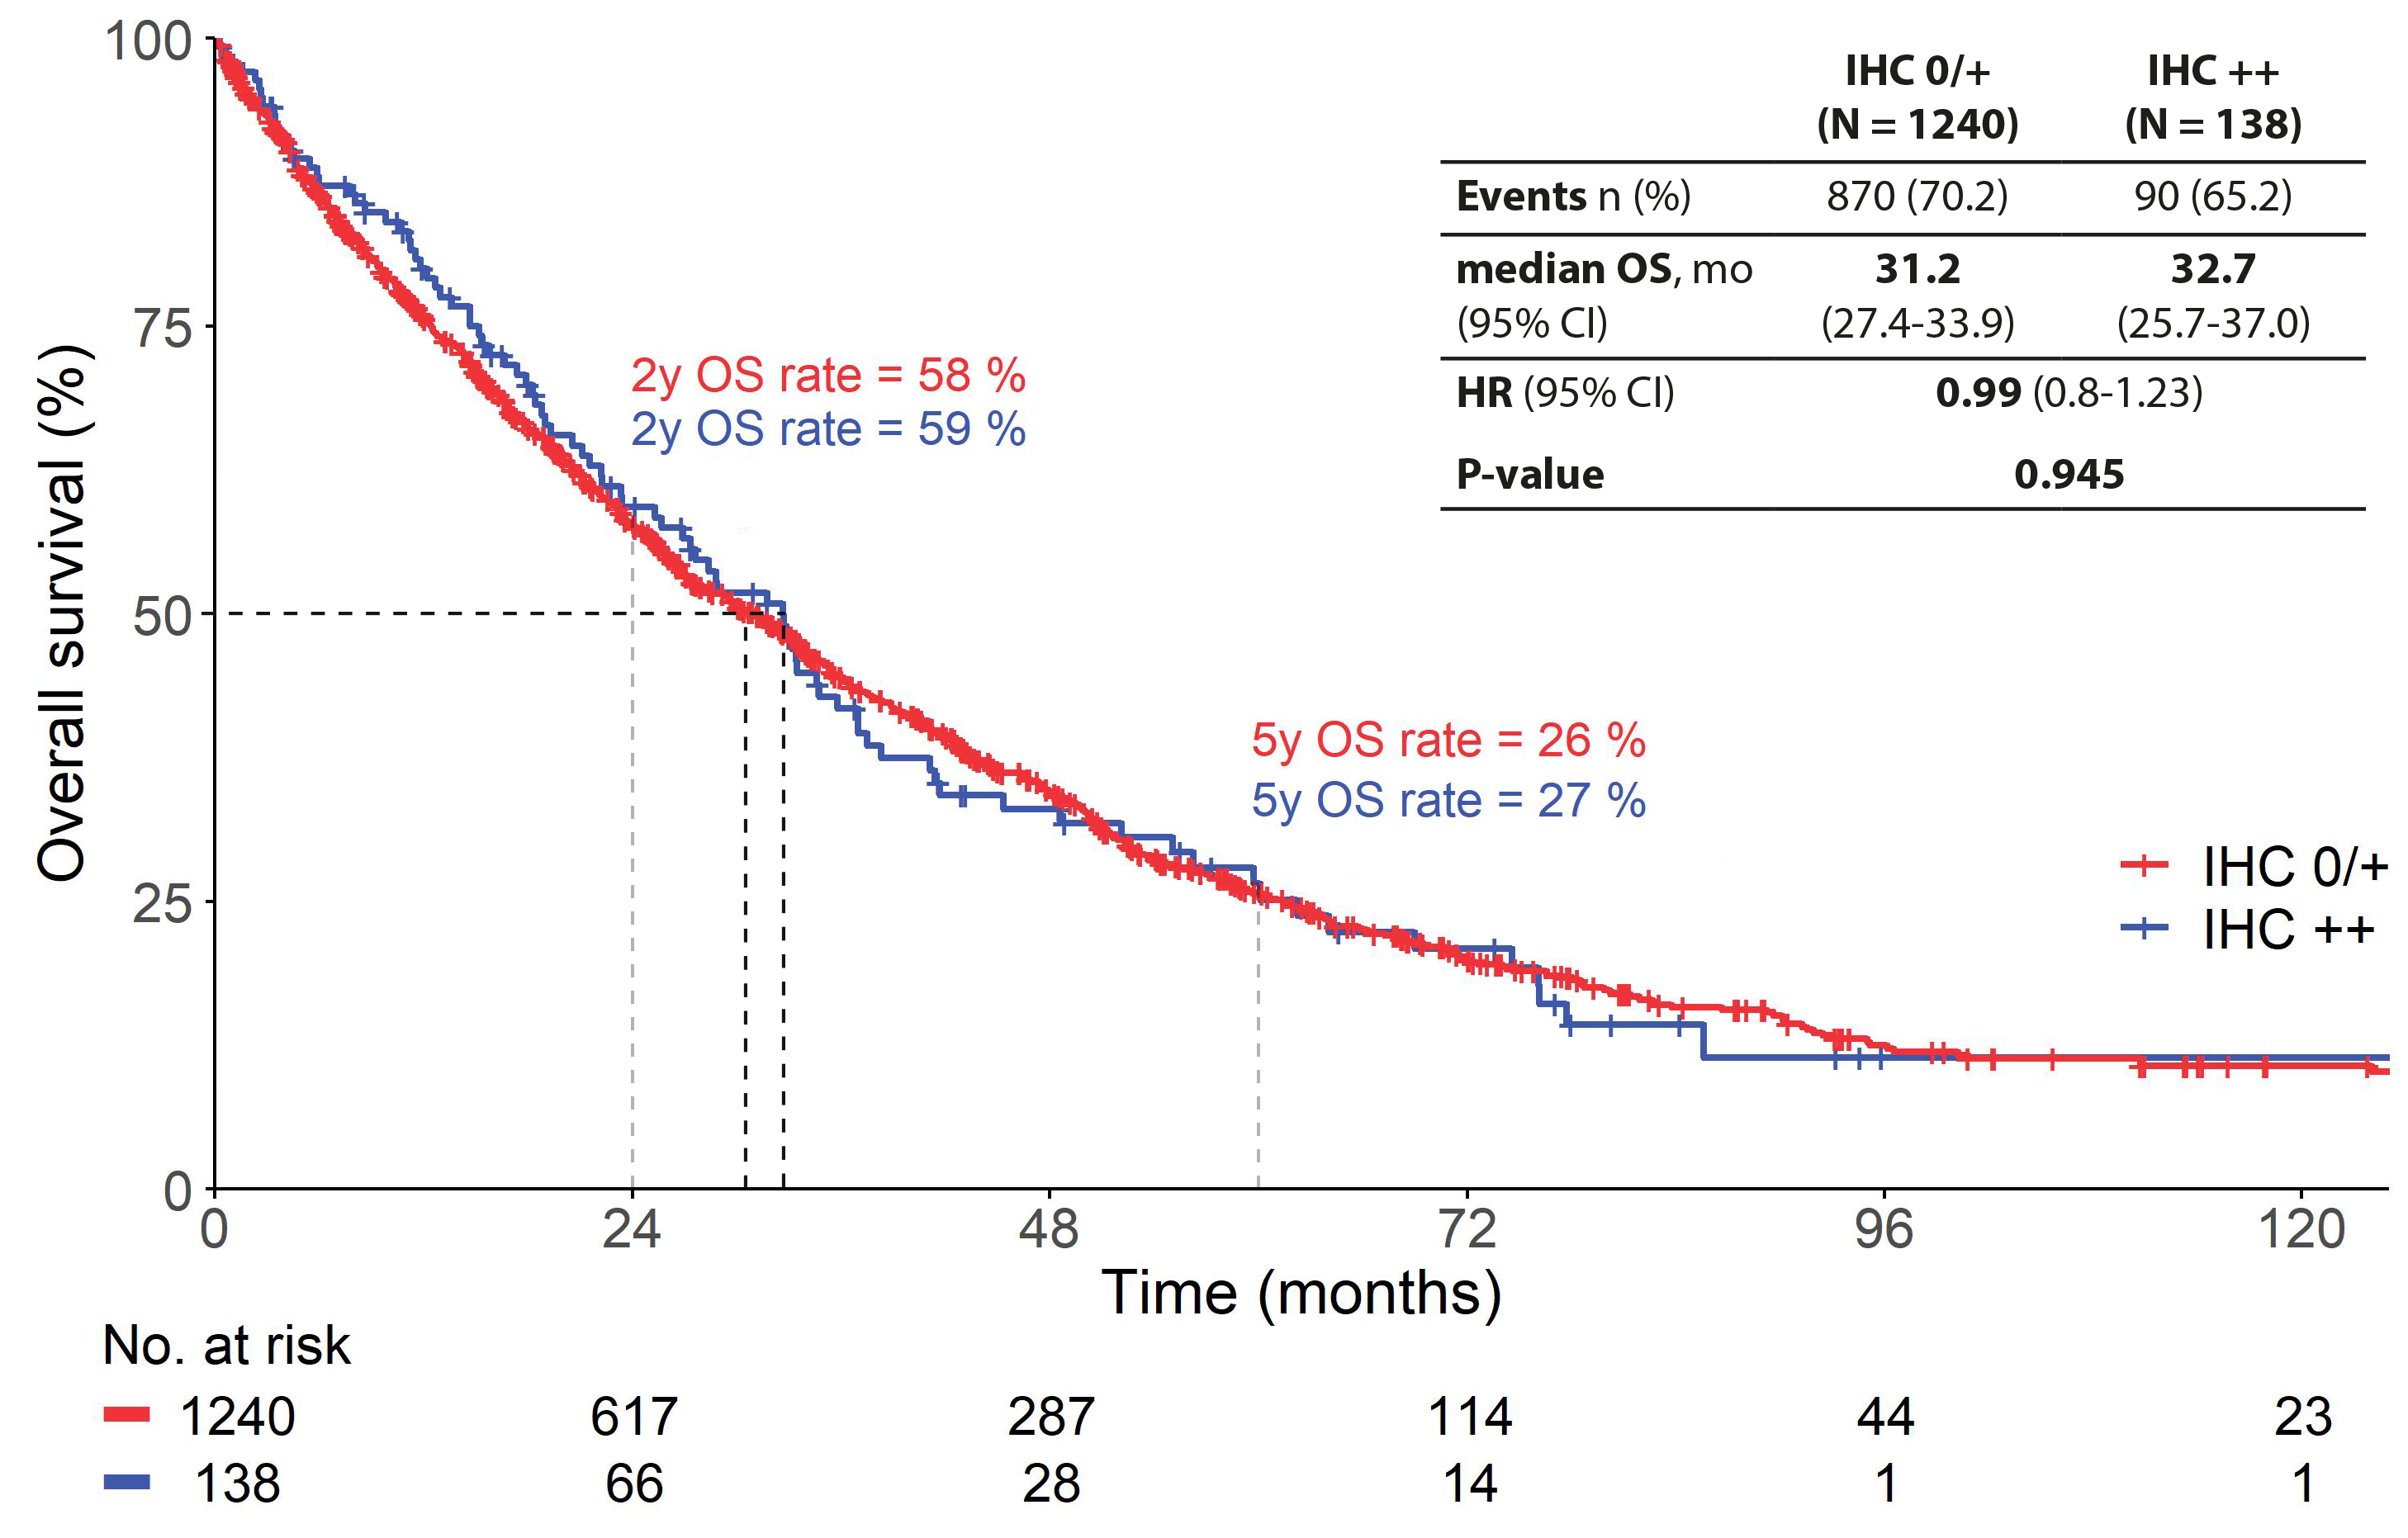 100
75
50
25
0
Overall survival (%)
IHC 0/+ IHC ++
(N = 1240) (N = 138)
Events n (%) 870 (70.2) 90 (65.2)
median OS, mo 31.2 32.7
(95% CI) (27.4-33.9) (25.7-37.0)
HR (95% CI) 0.99 (0.8-1.23)
P-value 0.945
2y OS rate = 58 %
2y OS rate = 59 %
5y OS rate = 26 %
5y OS rate = 27 %
IHC 0/+
IHC ++
0 24 48 72 96 120
Time (months)
No. at risk
1240 617 287 114 44 23
138 66 28 14 1 1